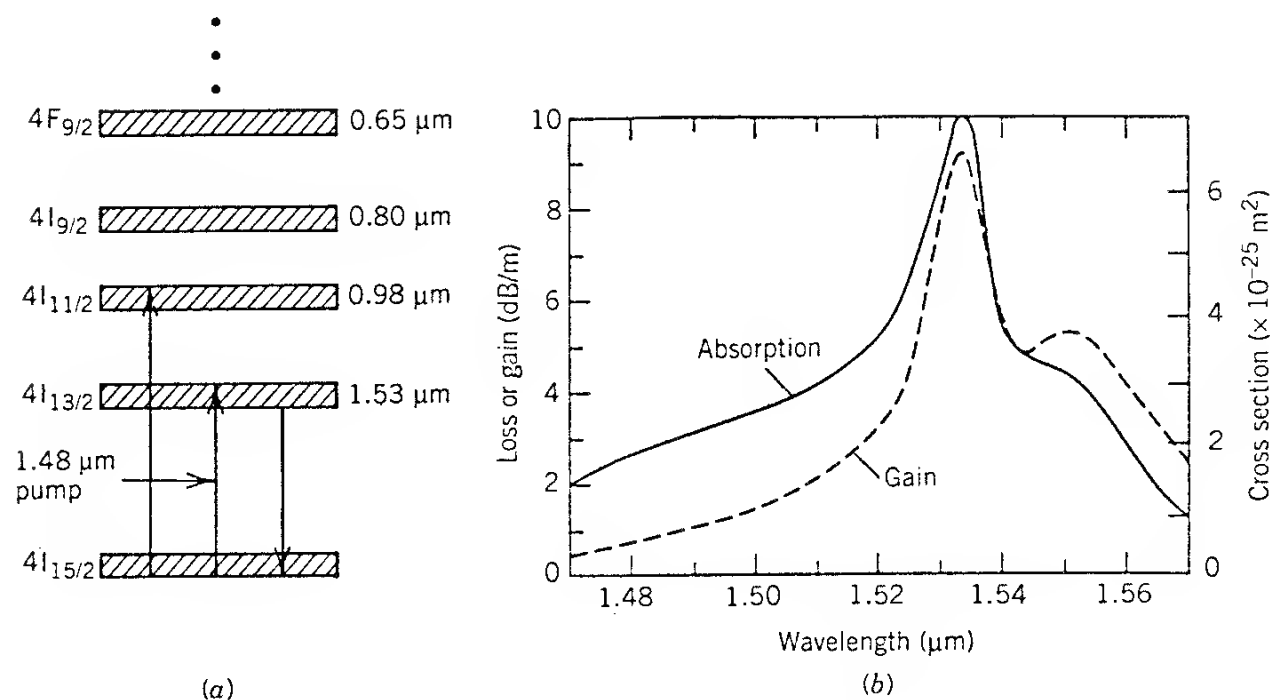 4F9/2 0.65 μm
4I9/2 0.80 μm
4I11/2 0.98 μm
4I13/2 1.53 μm
1.48 μm
pump
4I15/2
(a)
Loss or gain (dB/m)
10
8
6
4
2
0
Absorption
Gain
6
4
2
0
Cross section (× 10−25 m2)
1.48 1.50 1.52 1.54 1.56
Wavelength (μm)
(b)